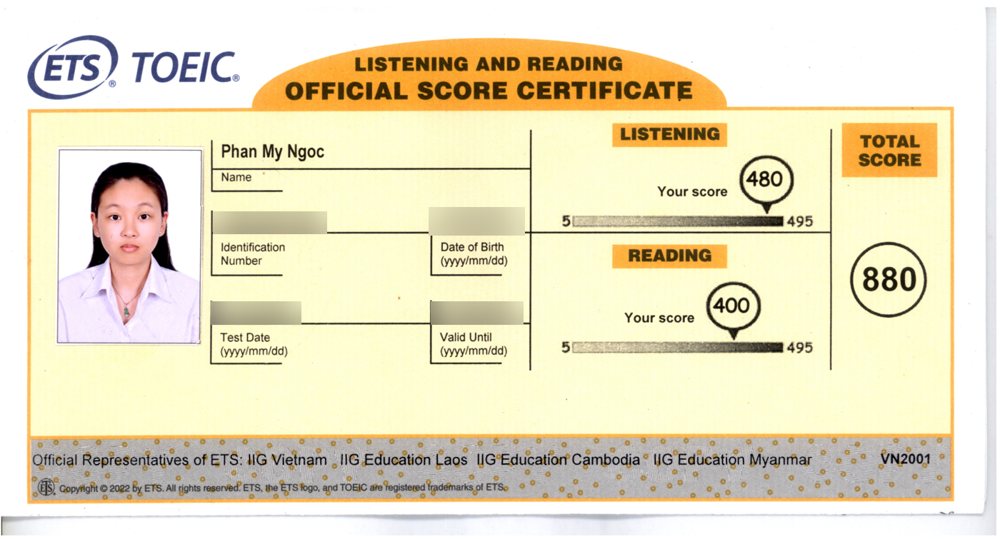 ETS® TOEIC®
LISTENING AND READING
OFFICIAL SCORE CERTIFICATE
Phan My Ngoc
Name
Identification
Number
Date of Birth
(yyyy/mm/dd)
Test Date
(yyyy/mm/dd)
Valid Until
(yyyy/mm/dd)
LISTENING
Your score 480
5 495
READING
Your score 400
5 495
TOTAL
SCORE
880
Official Representatives of ETS: IIG Vietnam IIG Education Laos IIG Education Cambodia IIG Education Myanmar VN2001
ETS Copyright © 2022 by ETS. All rights reserved. ETS, the ETS logo, and TOEIC are registered trademarks of ETS.